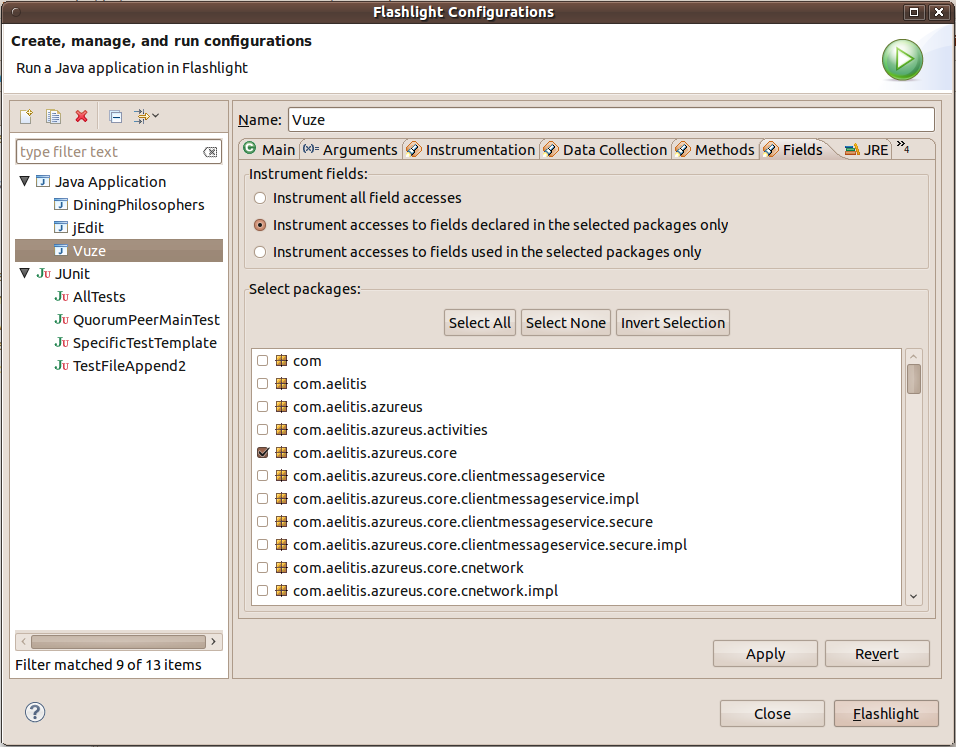 Flashlight Configurations
Create, manage, and run configurations
Run a Java application in Flashlight
type filter text
Java Application
DiningPhilosophers
jEdit
Vuze
JUnit
AllTests
QuorumPeerMainTest
SpecificTestTemplate
TestFileAppend2
Filter matched 9 of 13 items
Name: Vuze
Main (x)= Arguments Instrumentation Data Collection Methods Fields JRE »4
Instrument fields:
Instrument all field accesses
Instrument accesses to fields declared in the selected packages only
Instrument accesses to fields used in the selected packages only
Select packages:
Select All Select None Invert Selection
com
com.aelitis
com.aelitis.azureus
com.aelitis.azureus.activities
com.aelitis.azureus.core
com.aelitis.azureus.core.clientmessageservice
com.aelitis.azureus.core.clientmessageservice.impl
com.aelitis.azureus.core.clientmessageservice.secure
com.aelitis.azureus.core.clientmessageservice.secure.impl
com.aelitis.azureus.core.cnetwork
com.aelitis.azureus.core.cnetwork.impl
Apply Revert
Close Flashlight